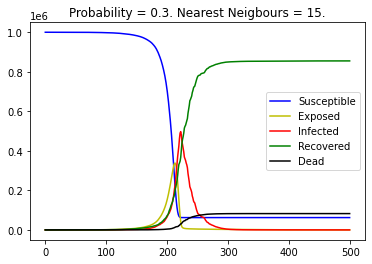 Probability = 0.3. Nearest Neigbours = 15.
1e6
1.0
0.8
0.6
0.4
0.2
0.0
Susceptible
Exposed
Infected
Recovered
Dead
0 100 200 300 400 500